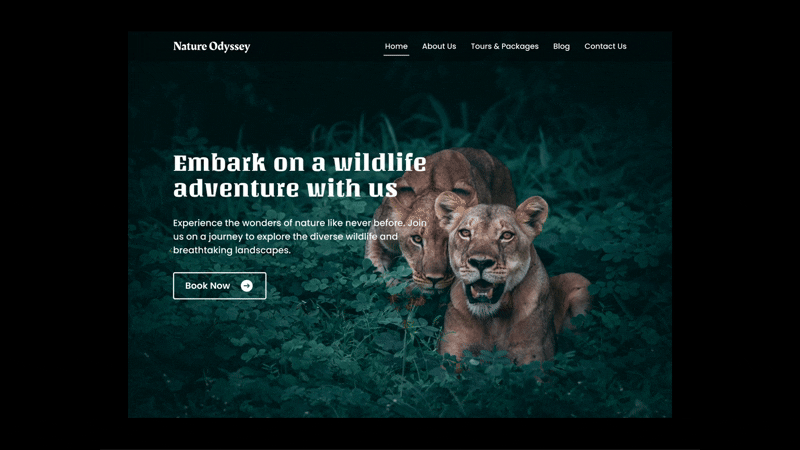 Nature Odyssey
Home About Us Tours & Packages Blog Contact Us
Embark on a wildlife
adventure with us
Experience the wonders of nature like never before. Join
us on a journey to explore the diverse wildlife and
breathtaking landscapes.
Book Now